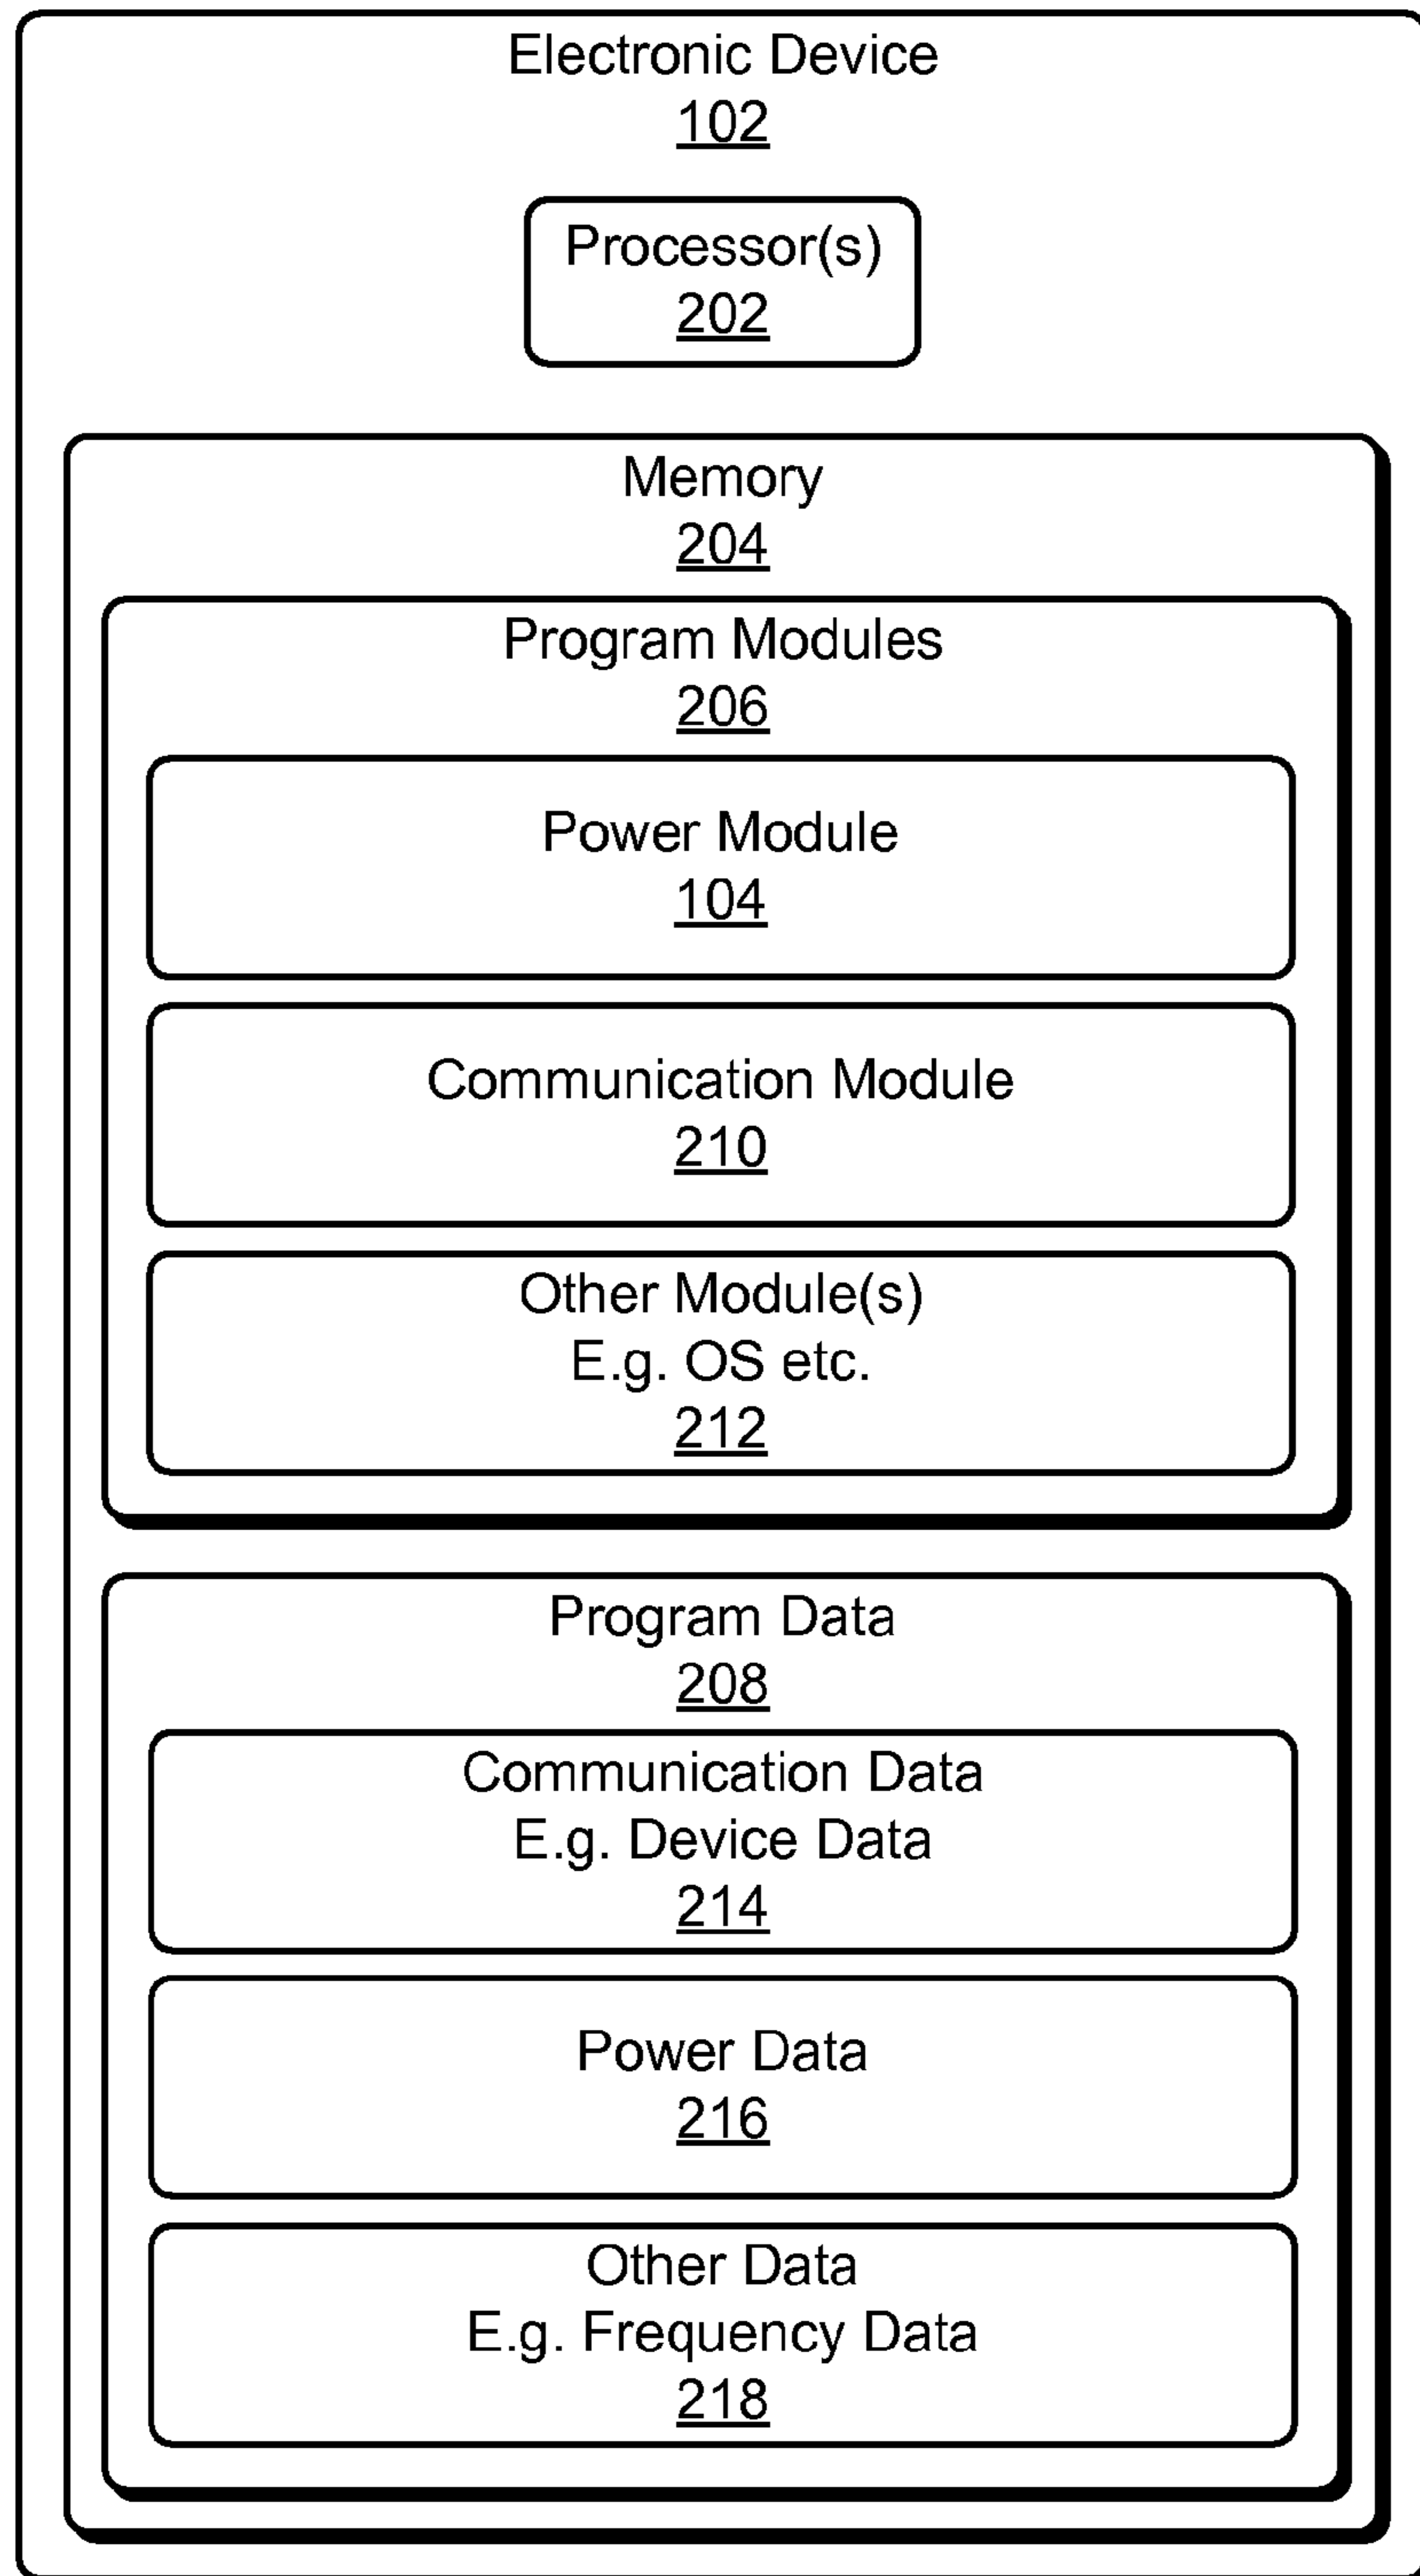 Electronic Device
102
Processor(s)
202
Memory
204
Program Modules
206
Power Module
104
Communication Module
210
Other Module(s)
E.g. OS etc.
212
Program Data
208
Communication Data
E.g. Device Data
214
Power Data
216
Other Data
E.g. Frequency Data
218